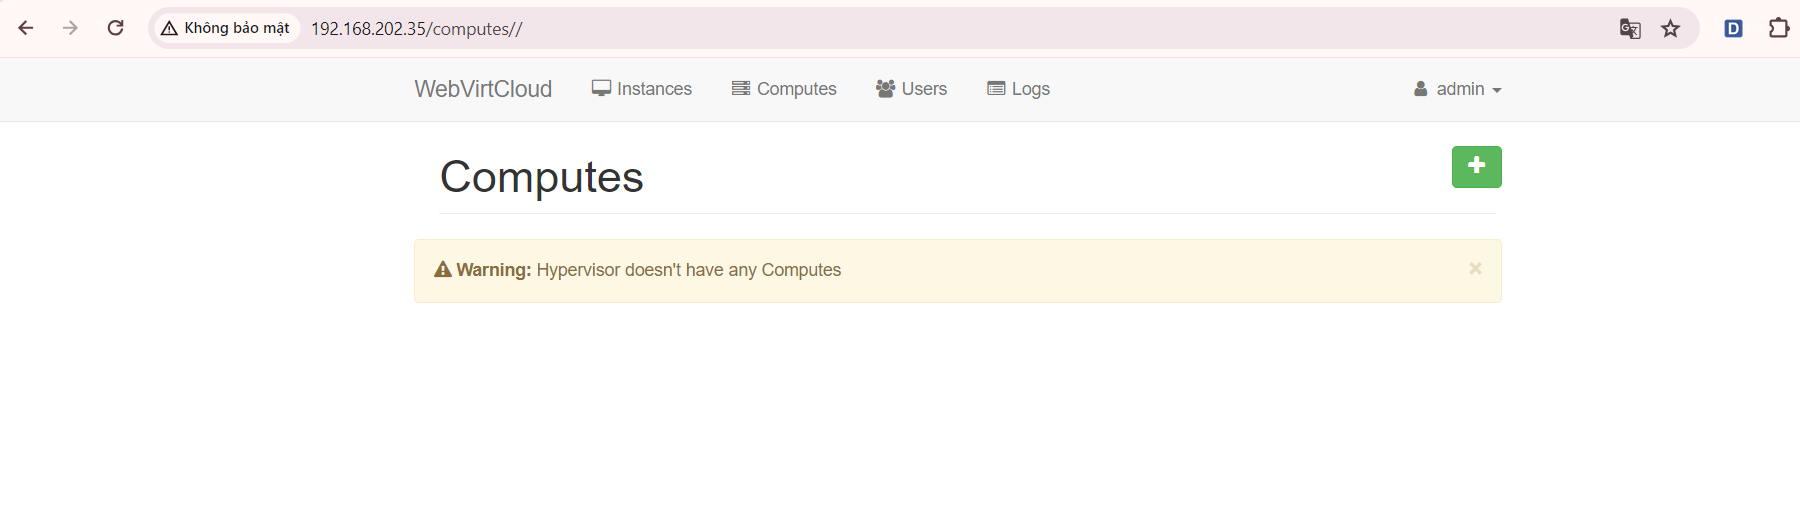 Không bảo mật 192.168.202.35/computes// D
WebVirtCloud Instances Computes Users Logs admin
Computes
Warning: Hypervisor doesn't have any Computes ×